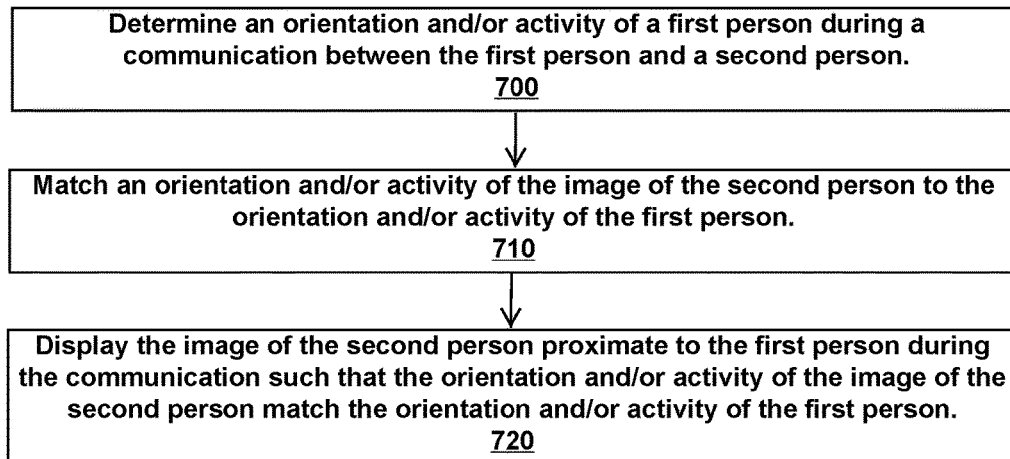 Determine an orientation and/or activity of a first person during a
communication between the first person and a second person.
700
Match an orientation and/or activity of the image of the second person to the
orientation and/or activity of the first person.
710
Display the image of the second person proximate to the first person during
the communication such that the orientation and/or activity of the image of the
second person match the orientation and/or activity of the first person.
720